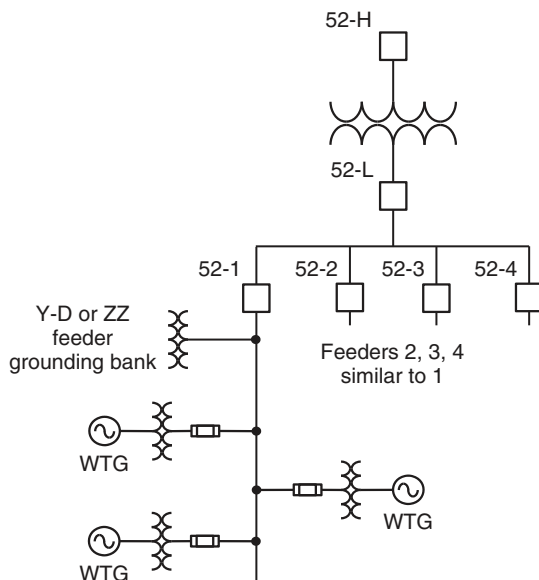 52-H
52-L
52-1
52-2
52-3
52-4
Y-D or ZZ
feeder
grounding bank
Feeders 2, 3, 4
similar to 1
WTG
WTG
WTG